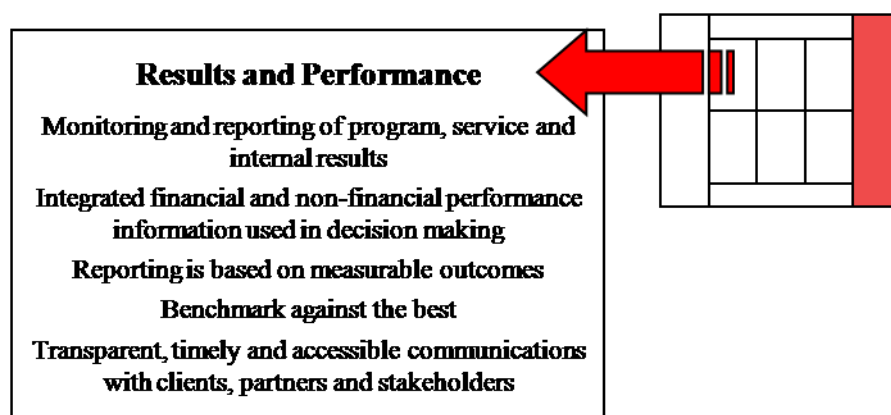 Results and Performance
Monitoring and reporting of program, service and
internal results
Integrated financial and non-financial performance
information used in decision making
Reporting is based on measurable outcomes
Benchmark against the best
Transparent, timely and accessible communications
with clients, partners and stakeholders